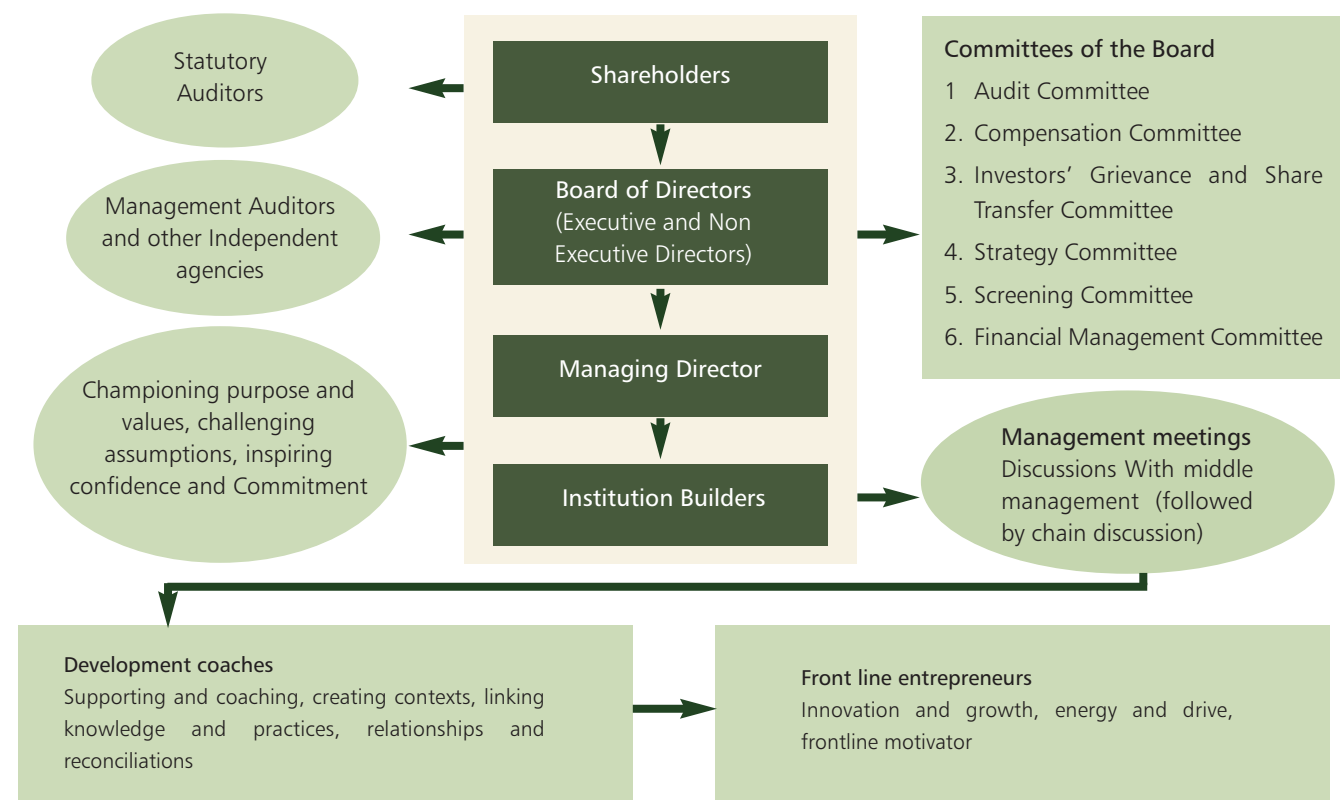 Statutory
Auditors
Shareholders
Committees of the Board
1 Audit Committee
2. Compensation Committee
3. Investors’ Grievance and Share
Transfer Committee
4. Strategy Committee
5. Screening Committee
6. Financial Management Committee
Management Auditors
and other Independent
agencies
Board of Directors
(Executive and Non
Executive Directors)
Managing Director
Championing purpose and
values, challenging
assumptions, inspiring
confidence and Commitment
Institution Builders
Management meetings
Discussions With middle
management (followed
by chain discussion)
Development coaches
Supporting and coaching, creating contexts, linking
knowledge and practices, relationships and
reconciliations
Front line entrepreneurs
Innovation and growth, energy and drive,
frontline motivator